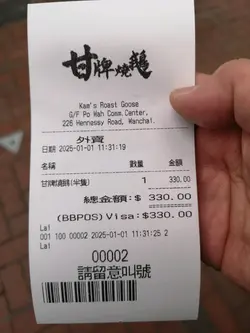 甘牌燒鵝
Kam's Roast Goose
G/F Po Wah Comm. Center,
226 Hennessy Road, Wanchai.
外賣
日期 2025-01-01 11:31:19
名稱 數量 金額
甘牌燒鵝(半隻) 1 330.00
總金額: $ 330.00
(BBPOS) Visa: $330.00
Lal
001 100 00002 2025-01-01 11:31:25 2
Lal
00002
請留意叫號